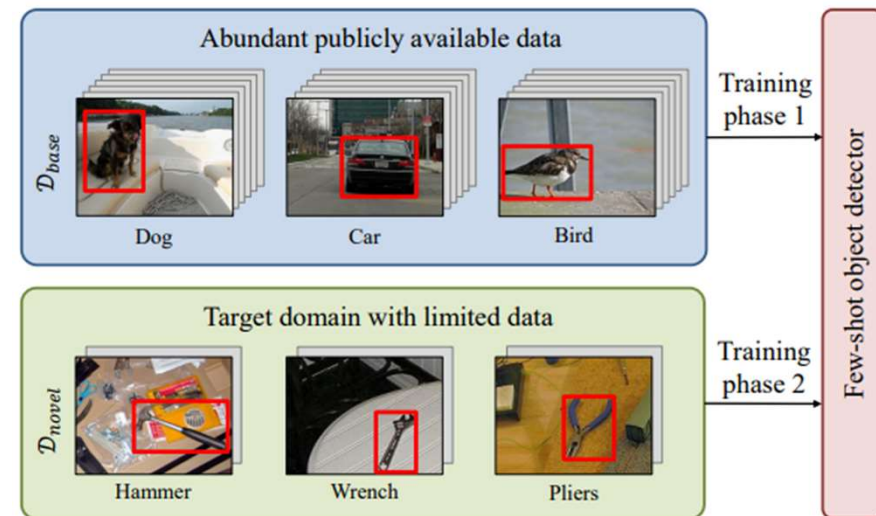 Abundant publicly available data
𝒟base
Dog
Car
Bird
Training
phase 1
Target domain with limited data
𝒟novel
Hammer
Wrench
Pliers
Training
phase 2
Few-shot object detector